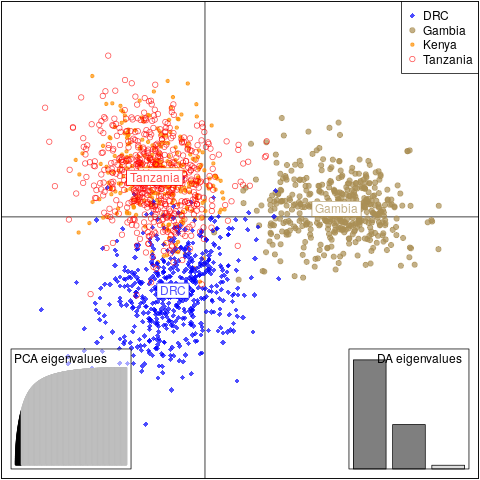 DRC
Gambia
Kenya
Tanzania
Tanzania
Gambia
DRC
PCA eigenvalues
DA eigenvalues